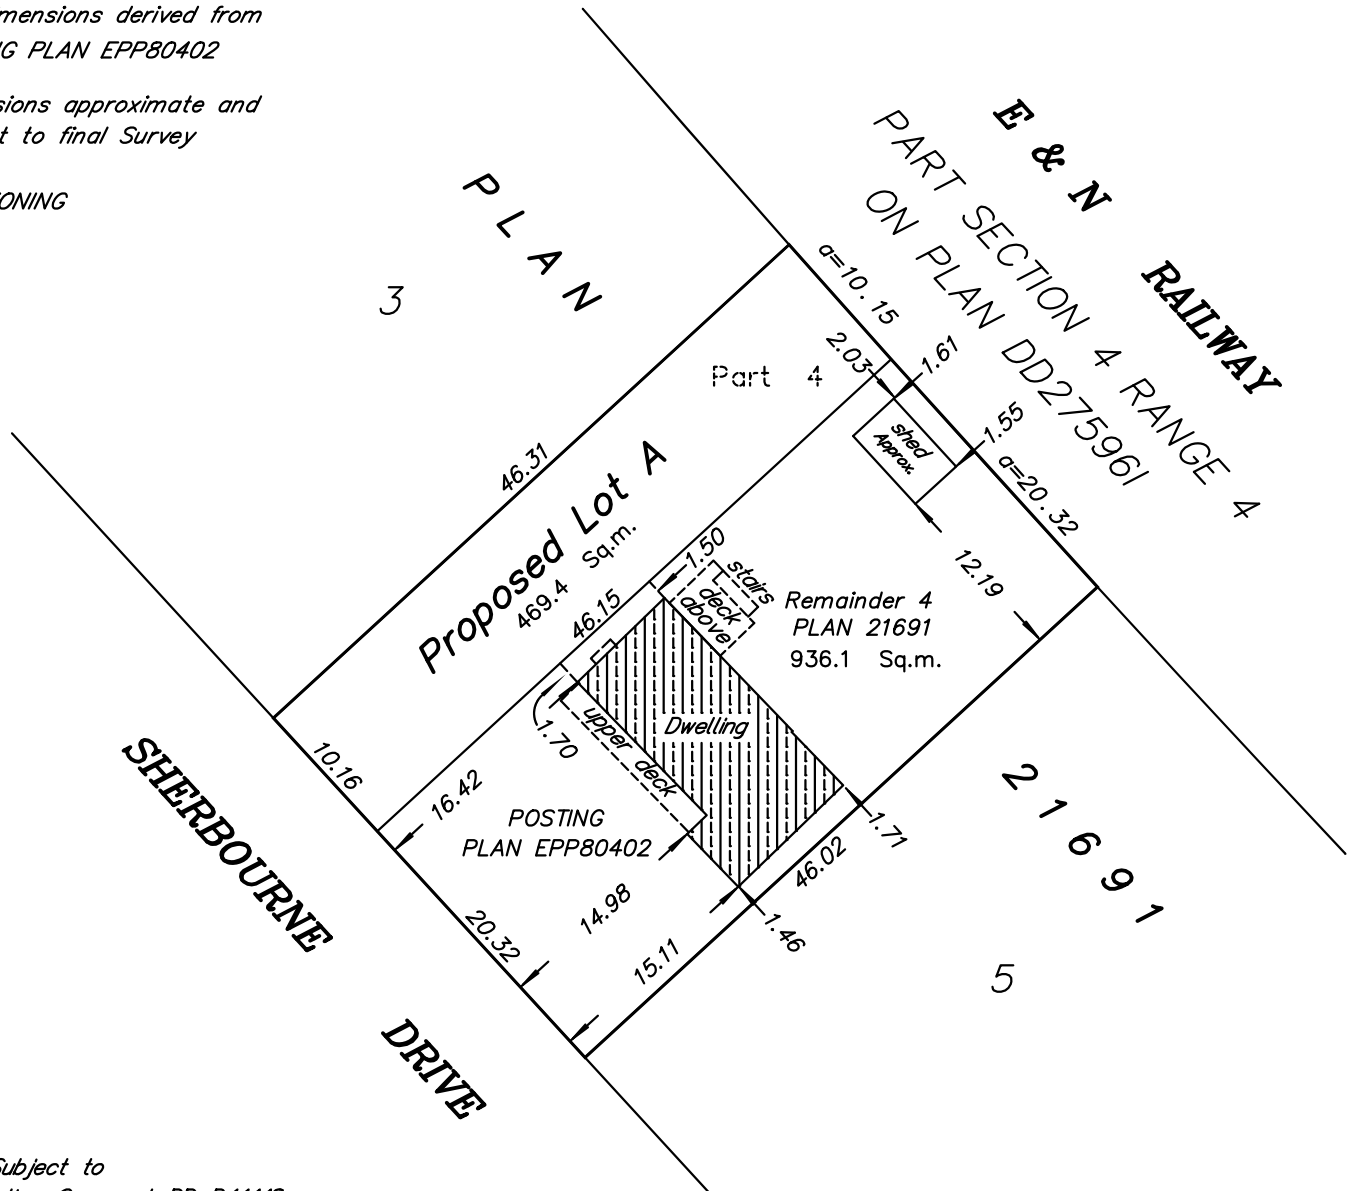 mensions derived from
G PLAN EPP80402
sions approximate and
t to final Survey
ONING
E & N RAILWAY
PART SECTION 4 RANGE 4
ON PLAN DD27596I
PLAN
3
a=10.15
2.03
1.61
Part 4
shed
Approx.
1.55
a=20.32
46.31
Proposed Lot A
469.4 Sq.m.
12.19
1.50
stairs
deck
above
46.15
Remainder 4
PLAN 21691
936.1 Sq.m.
Dwelling
upper deck
1.70
10.16
16.42
POSTING
PLAN EPP80402
21691
1.71
46.02
SHERBOURNE DRIVE
14.98
20.32
1.46
15.11
5
Subject to